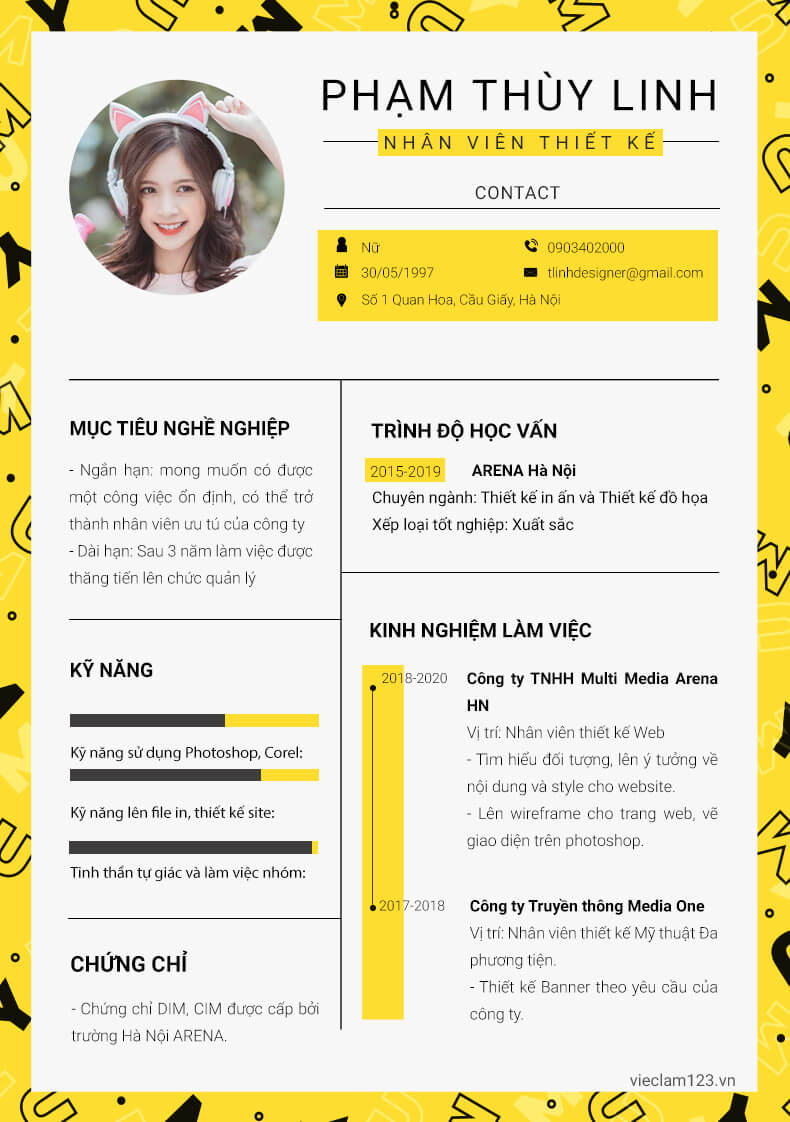 PHẠM THÙY LINH
NHÂN VIÊN THIẾT KẾ
CONTACT
Nữ
0903402000
30/05/1997
tlinhdesigner@gmail.com
Số 1 Quan Hoa, Cầu Giấy, Hà Nội
MỤC TIÊU NGHỀ NGHIỆP
- Ngắn hạn: mong muốn có được
một công việc ổn định, có thể trở
thành nhân viên ưu tú của công ty
- Dài hạn: Sau 3 năm làm việc được
thăng tiến lên chức quản lý
KỸ NĂNG
Kỹ năng sử dụng Photoshop, Corel:
Kỹ năng lên file in, thiết kế site:
Tinh thần tự giác và làm việc nhóm:
CHỨNG CHỈ
- Chứng chỉ DIM, CIM được cấp bởi
trường Hà Nội ARENA.
TRÌNH ĐỘ HỌC VẤN
2015-2019 ARENA Hà Nội
Chuyên ngành: Thiết kế in ấn và Thiết kế đồ họa
Xếp loại tốt nghiệp: Xuất sắc
KINH NGHIỆM LÀM VIỆC
2018-2020 Công ty TNHH Multi Media Arena
HN
Vị trí: Nhân viên thiết kế Web
- Tìm hiểu đối tượng, lên ý tưởng về
nội dung và style cho website.
- Lên wireframe cho trang web, vẽ
giao diện trên photoshop.
2017-2018 Công ty Truyền thông Media One
Vị trí: Nhân viên thiết kế Mỹ thuật Đa
phương tiện.
- Thiết kế Banner theo yêu cầu của
công ty.
vieclam123.vn